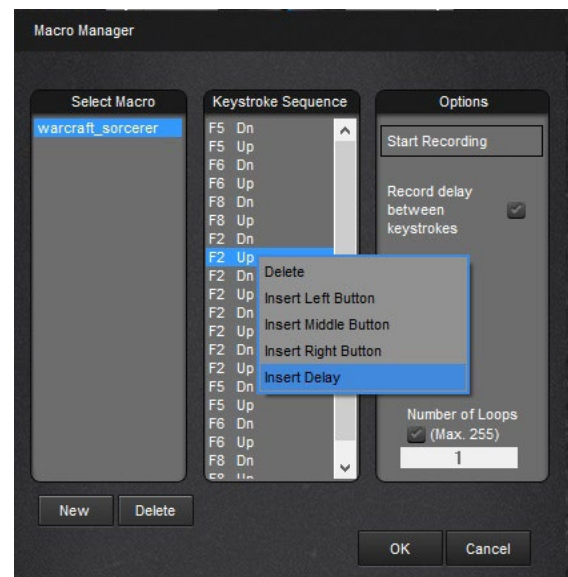 Macro Manager
Select Macro
warcraft_sorcerer
New
Delete
Keystroke Sequence
F5 Dn
F5 Up
F6 Dn
F6 Up
F8 Dn
F8 Up
F2 Dn
F2 Up
F2 Dn
F2 Up
F2 Dn
F2 Up
F2 Dn
F2 Up
F5 Dn
F5 Up
F6 Dn
F6 Up
F8 Dn
Delete
Insert Left Button
Insert Middle Button
Insert Right Button
Insert Delay
Options
Start Recording
Record delay
between
keystrokes
Number of Loops
(Max. 255)
1
OK
Cancel